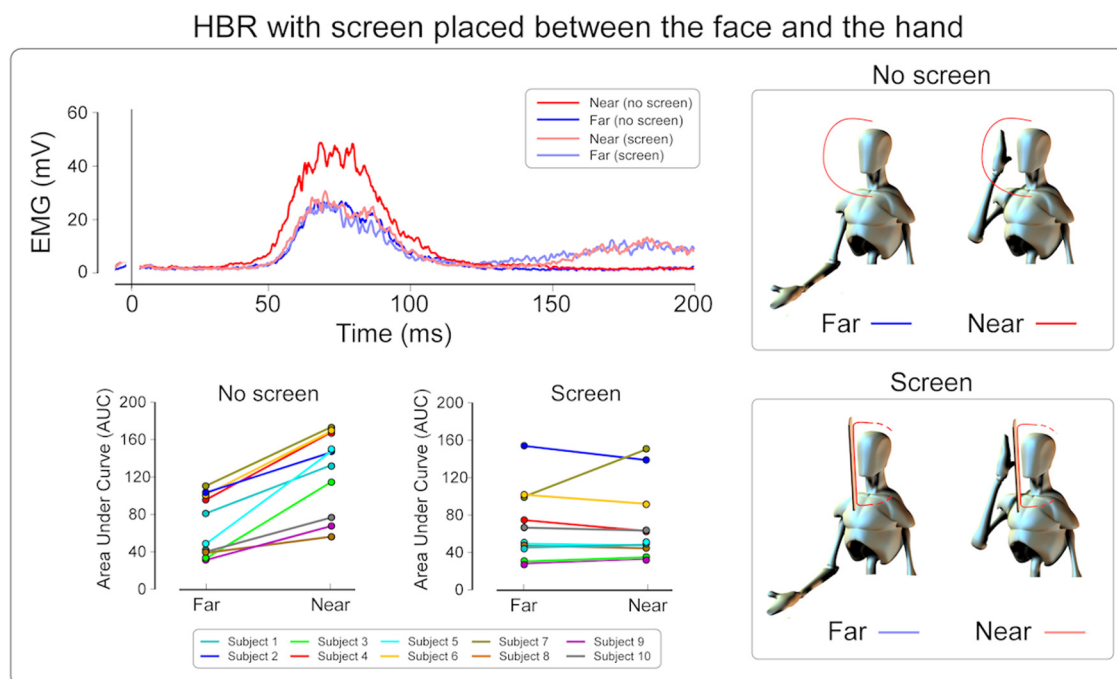 HBR with screen placed between the face and the hand
60
40
20
0
EMG (mV)
0 50 100 150 200
Time (ms)
Near (no screen)
Far (no screen)
Near (screen)
Far (screen)
No screen
Far Near
No screen
200
160
120
80
40
0
Area Under Curve (AUC)
Far Near
Screen
200
160
120
80
40
0
Area Under Curve (AUC)
Far Near
Subject 1 Subject 3 Subject 5 Subject 7 Subject 9
Subject 2 Subject 4 Subject 6 Subject 8 Subject 10
Screen
Far Near